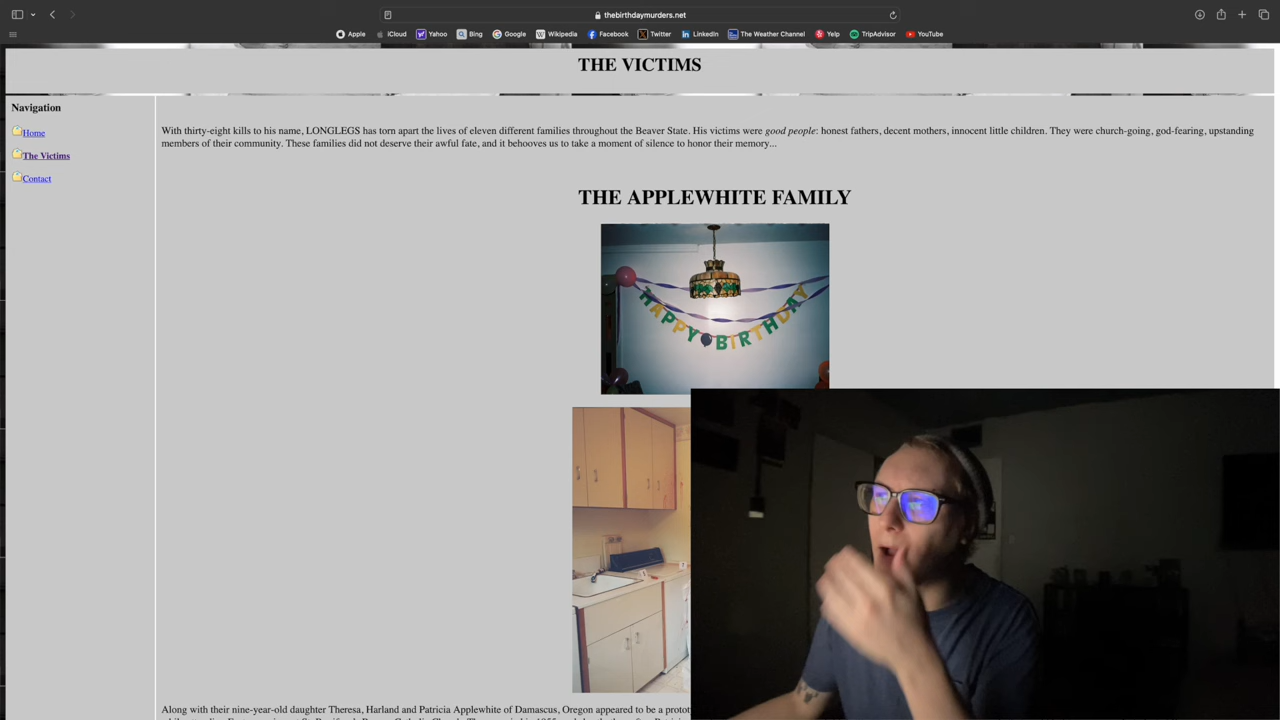 thebirthdaymurders.net
Apple iCloud Yahoo Bing Google Wikipedia Facebook Twitter LinkedIn The Weather Channel Yelp TripAdvisor YouTube
THE VICTIMS
Navigation
Home
The Victims
Contact
With thirty-eight kills to his name, LONGLEGS has torn apart the lives of eleven different families throughout the Beaver State. His victims were good people: honest fathers, decent mothers, innocent little children. They were church-going, god-fearing, upstanding
members of their community. These families did not deserve their awful fate, and it behooves us to take a moment of silence to honor their memory...
THE APPLEWHITE FAMILY
HAPPY BIRTHDAY
Along with their nine-year-old daughter Theresa, Harland and Patricia Applewhite of Damascus, Oregon appeared to be a